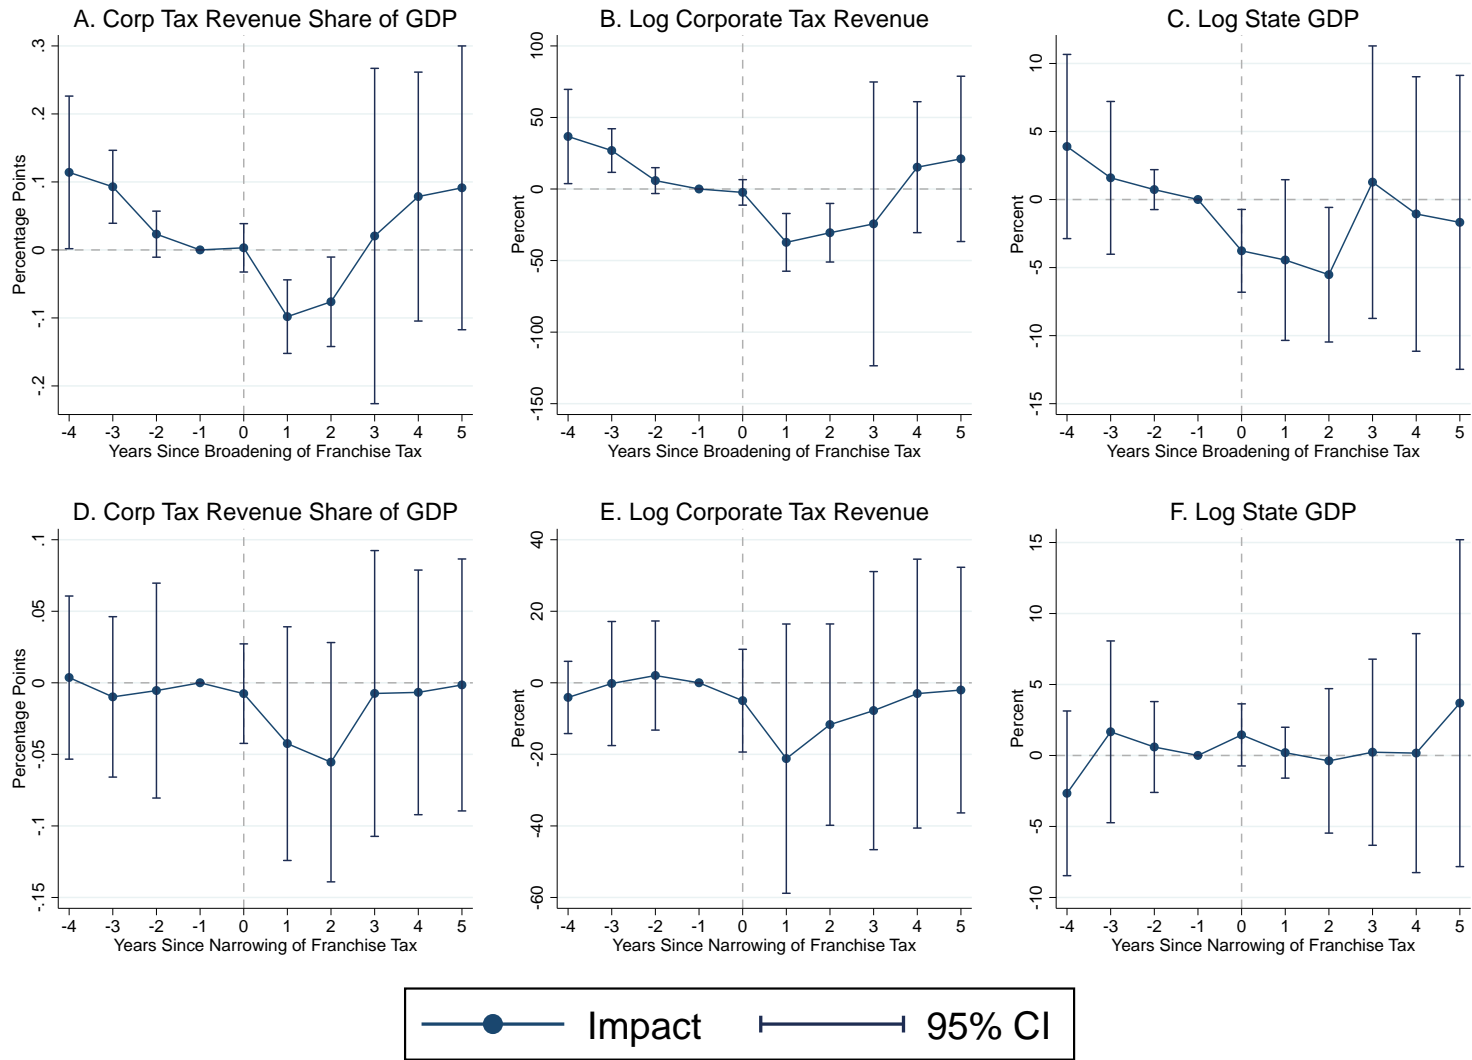 A. Corp Tax Revenue Share of GDP
Percentage Points
.3
.2
.1
0
-.1
-.2
-4 -3 -2 -1 0 1 2 3 4 5
Years Since Broadening of Franchise Tax
B. Log Corporate Tax Revenue
Percent
100
50
0
-50
-100
-150
-4 -3 -2 -1 0 1 2 3 4 5
Years Since Broadening of Franchise Tax
C. Log State GDP
Percent
10
5
0
-5
-10
-15
-4 -3 -2 -1 0 1 2 3 4 5
Years Since Broadening of Franchise Tax
D. Corp Tax Revenue Share of GDP
Percentage Points
.1
.05
0
-.05
-.1
-.15
-4 -3 -2 -1 0 1 2 3 4 5
Years Since Narrowing of Franchise Tax
E. Log Corporate Tax Revenue
Percent
40
20
0
-20
-40
-60
-4 -3 -2 -1 0 1 2 3 4 5
Years Since Narrowing of Franchise Tax
F. Log State GDP
Percent
15
10
5
0
-5
-10
-4 -3 -2 -1 0 1 2 3 4 5
Years Since Narrowing of Franchise Tax
Impact 95% CI